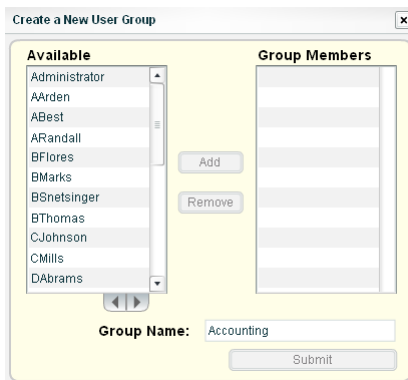 Create a New User Group
Available
Group Members
Administrator
AArden
ABest
ARandall
BFlores
BMarks
BSnetsinger
BThomas
CJohnson
CMills
DAbrams
Add
Remove
Group Name: Accounting
Submit